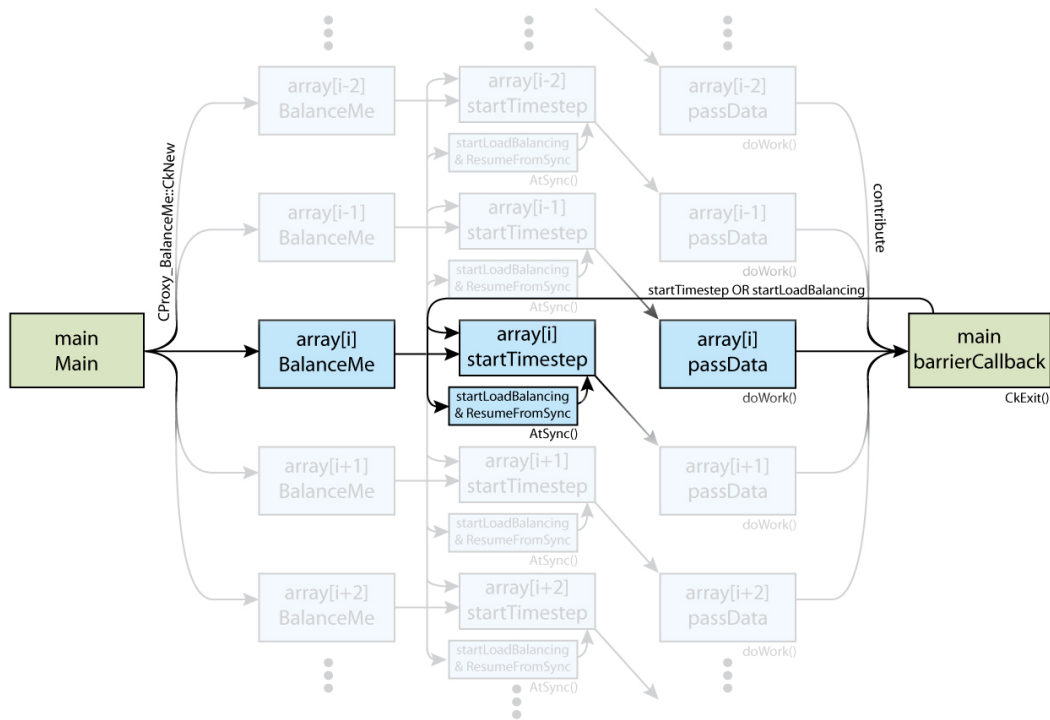 array[i-2]
BalanceMe
array[i-2]
startTimestep
array[i-2]
passData
startLoadBalancing
& ResumeFromSync
AtSync()
doWork()
CProxy_BalanceMe::CkNew
contribute
array[i-1]
BalanceMe
array[i-1]
startTimestep
array[i-1]
passData
startLoadBalancing
& ResumeFromSync
AtSync()
doWork()
startTimestep OR startLoadBalancing
main
Main
array[i]
BalanceMe
array[i]
startTimestep
array[i]
passData
main
barrierCallback
startLoadBalancing
& ResumeFromSync
AtSync()
doWork()
CkExit()
array[i+1]
BalanceMe
array[i+1]
startTimestep
array[i+1]
passData
startLoadBalancing
& ResumeFromSync
AtSync()
doWork()
array[i+2]
BalanceMe
array[i+2]
startTimestep
array[i+2]
passData
startLoadBalancing
& ResumeFromSync
AtSync()
doWork()